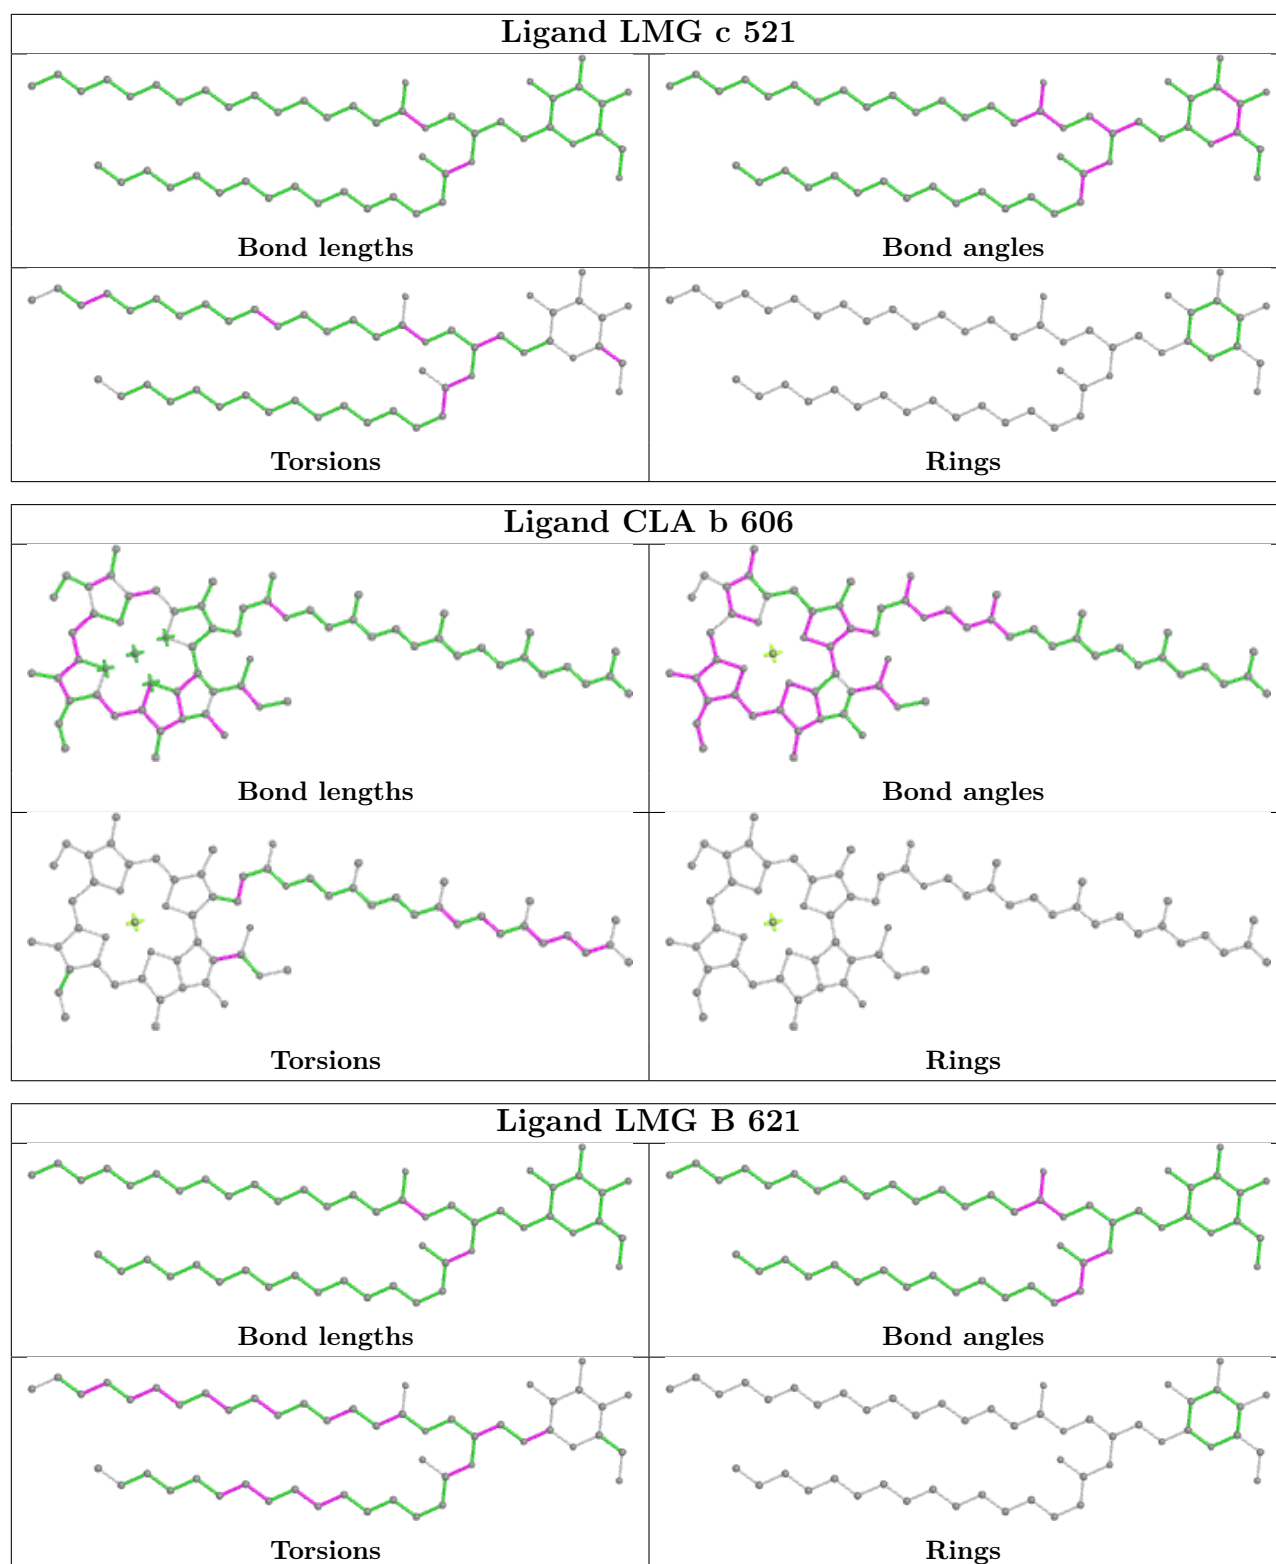 Ligand LMG c 521
Bond lengths
Bond angles
Torsions
Rings
Ligand CLA b 606
Bond lengths
Bond angles
Torsions
Rings
Ligand LMG B 621
Bond lengths
Bond angles
Torsions
Rings